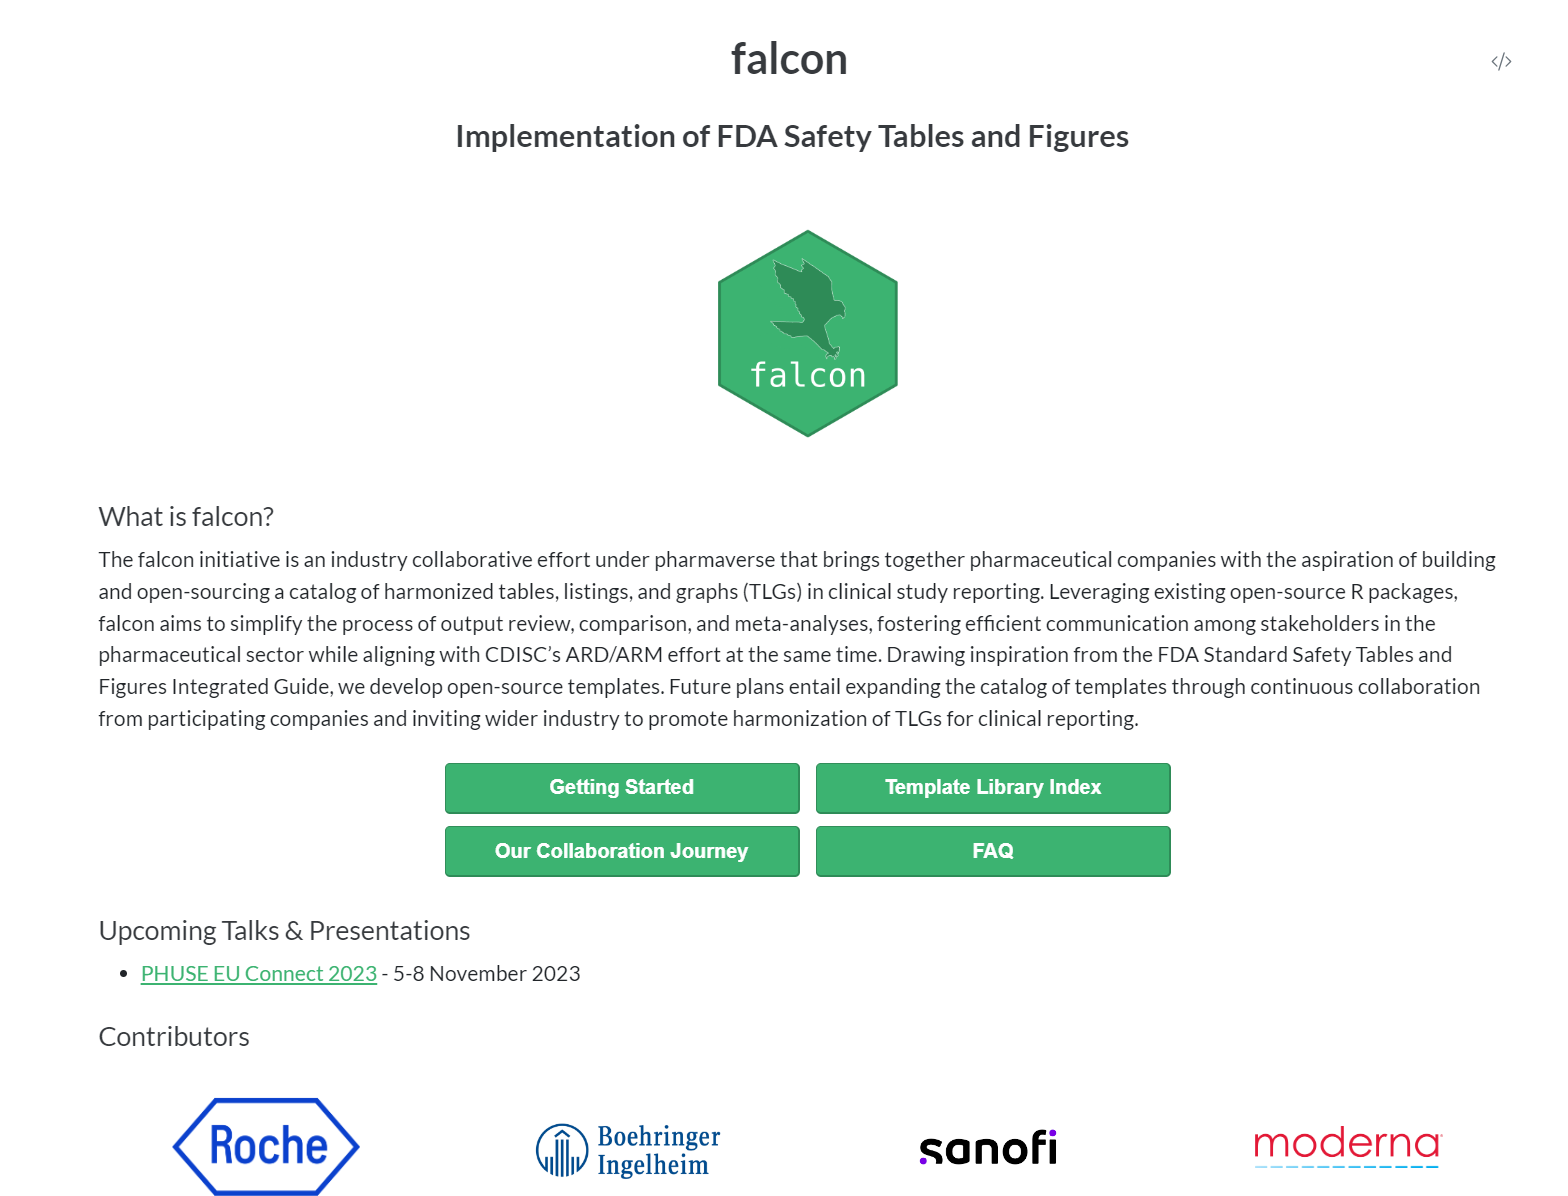 falcon
</>
Implementation of FDA Safety Tables and Figures
falcon
What is falcon?
The falcon initiative is an industry collaborative effort under pharmaverse that brings together pharmaceutical companies with the aspiration of building
and open-sourcing a catalog of harmonized tables, listings, and graphs (TLGs) in clinical study reporting. Leveraging existing open-source R packages,
falcon aims to simplify the process of output review, comparison, and meta-analyses, fostering efficient communication among stakeholders in the
pharmaceutical sector while aligning with CDISC’s ARD/ARM effort at the same time. Drawing inspiration from the FDA Standard Safety Tables and
Figures Integrated Guide, we develop open-source templates. Future plans entail expanding the catalog of templates through continuous collaboration
from participating companies and inviting wider industry to promote harmonization of TLGs for clinical reporting.
Getting Started
Template Library Index
Our Collaboration Journey
FAQ
Upcoming Talks & Presentations
• PHUSE EU Connect 2023 - 5-8 November 2023
Contributors
Roche
Boehringer
Ingelheim
sanofi
moderna